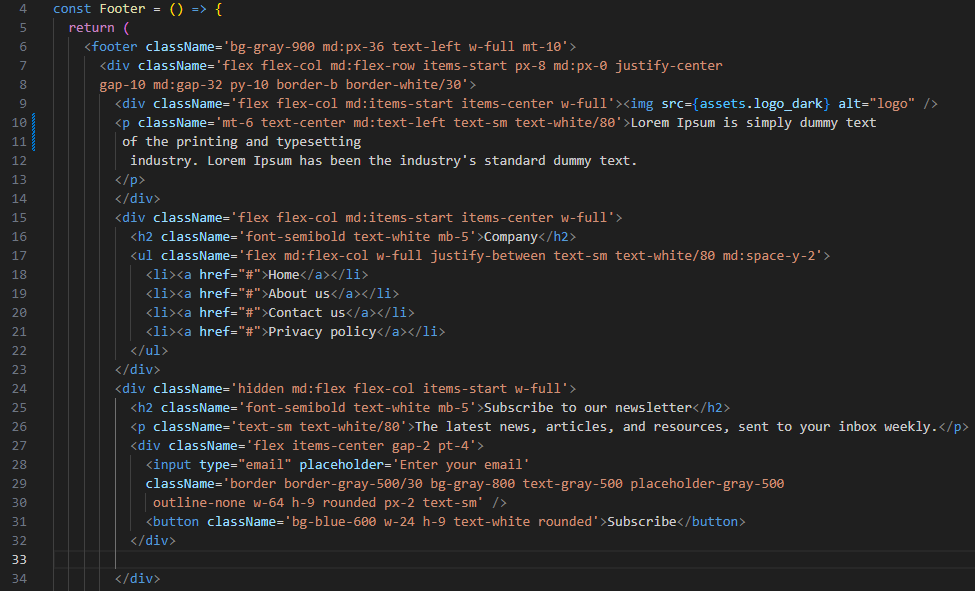 4 const Footer = () => {
5 return (
6 <footer className='bg-gray-900 md:px-36 text-left w-full mt-10'>
7 <div className='flex flex-col md:flex-row items-start px-8 md:px-0 justify-center
8 gap-10 md:gap-32 py-10 border-b border-white/30'>
9 <div className='flex flex-col md:items-start items-center w-full'><img src={assets.logo_dark} alt="logo" />
10 <p className='mt-6 text-center md:text-left text-sm text-white/80'>Lorem Ipsum is simply dummy text
11 of the printing and typesetting
12 industry. Lorem Ipsum has been the industry's standard dummy text.
13 </p>
14 </div>
15 <div className='flex flex-col md:items-start items-center w-full'>
16 <h2 className='font-semibold text-white mb-5'>Company</h2>
17 <ul className='flex md:flex-col w-full justify-between text-sm text-white/80 md:space-y-2'>
18 <li><a href="#">Home</a></li>
19 <li><a href="#">About us</a></li>
20 <li><a href="#">Contact us</a></li>
21 <li><a href="#">Privacy policy</a></li>
22 </ul>
23 </div>
24 <div className='hidden md:flex flex-col items-start w-full'>
25 <h2 className='font-semibold text-white mb-5'>Subscribe to our newsletter</h2>
26 <p className='text-sm text-white/80'>The latest news, articles, and resources, sent to your inbox weekly.</p>
27 <div className='flex items-center gap-2 pt-4'>
28 <input type="email" placeholder='Enter your email'
29 className='border border-gray-500/30 bg-gray-800 text-gray-500 placeholder-gray-500
30 outline-none w-64 h-9 rounded px-2 text-sm' />
31 <button className='bg-blue-600 w-24 h-9 text-white rounded'>Subscribe</button>
32 </div>
33
34 </div>